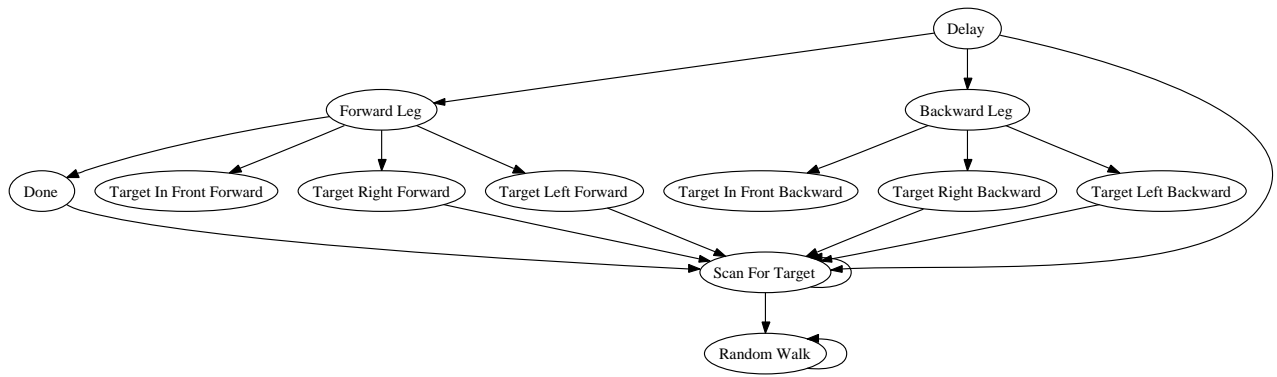 Delay
Forward Leg
Backward Leg
Done
Target In Front Forward
Target Right Forward
Target Left Forward
Target In Front Backward
Target Right Backward
Target Left Backward
Scan For Target
Random Walk